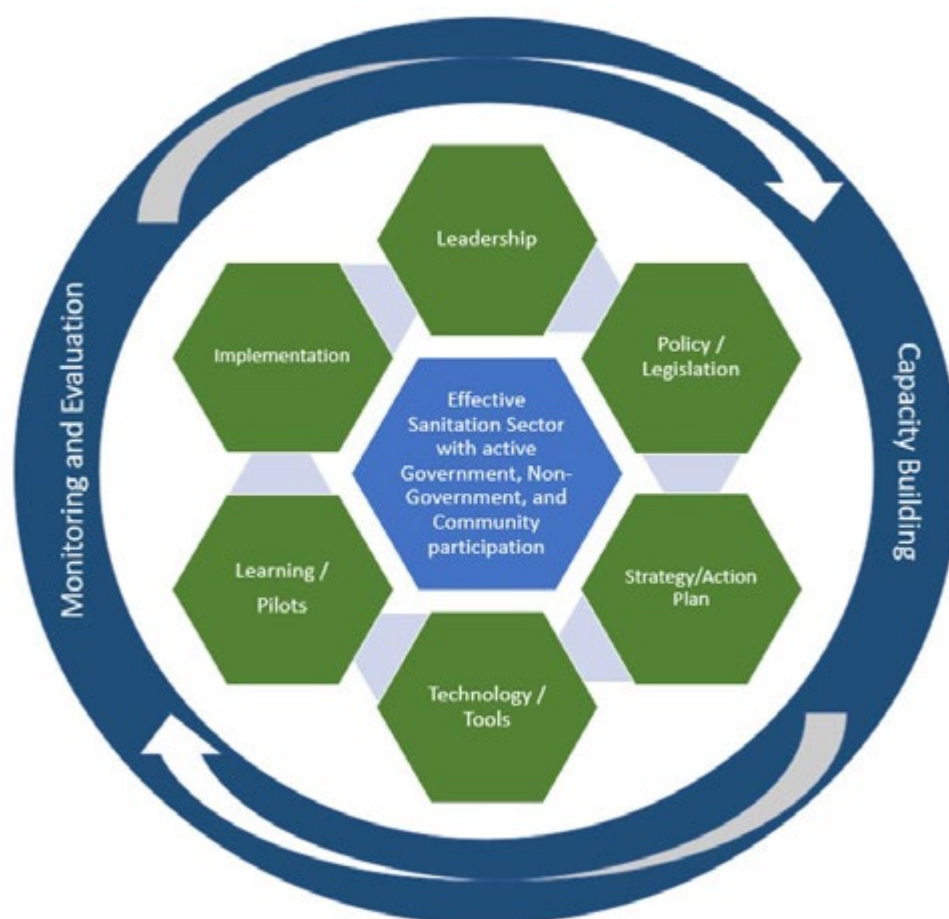 Leadership
Policy /
Legislation
Strategy/Action
Plan
Technology /
Tools
Learning /
Pilots
Implementation
Effective
Sanitation Sector
with active
Government, Non-
Government, and
Community
participation
Monitoring and Evaluation
Capacity Building